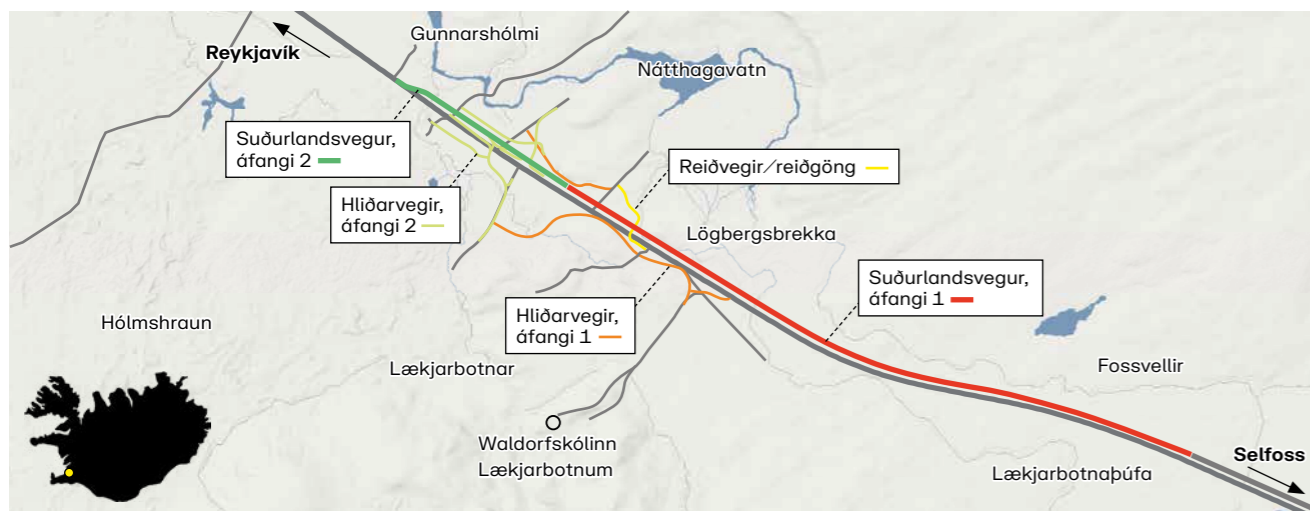 Gunnarshólmi
Reykjavík
Nátthagavatn
Suðurlandsvegur,
áfangi 2
Reiðvegir/reiðgöng
Hliðarvegir,
áfangi 2
Lögbergsbrekka
Suðurlandsvegur,
áfangi 1
Hliðarvegir,
áfangi 1
Hólmshraun
Lækjarbotnar
Fossvellir
Waldorfskólinn
Lækjarbotnum
Selfoss
Lækjarbotnaþúfa